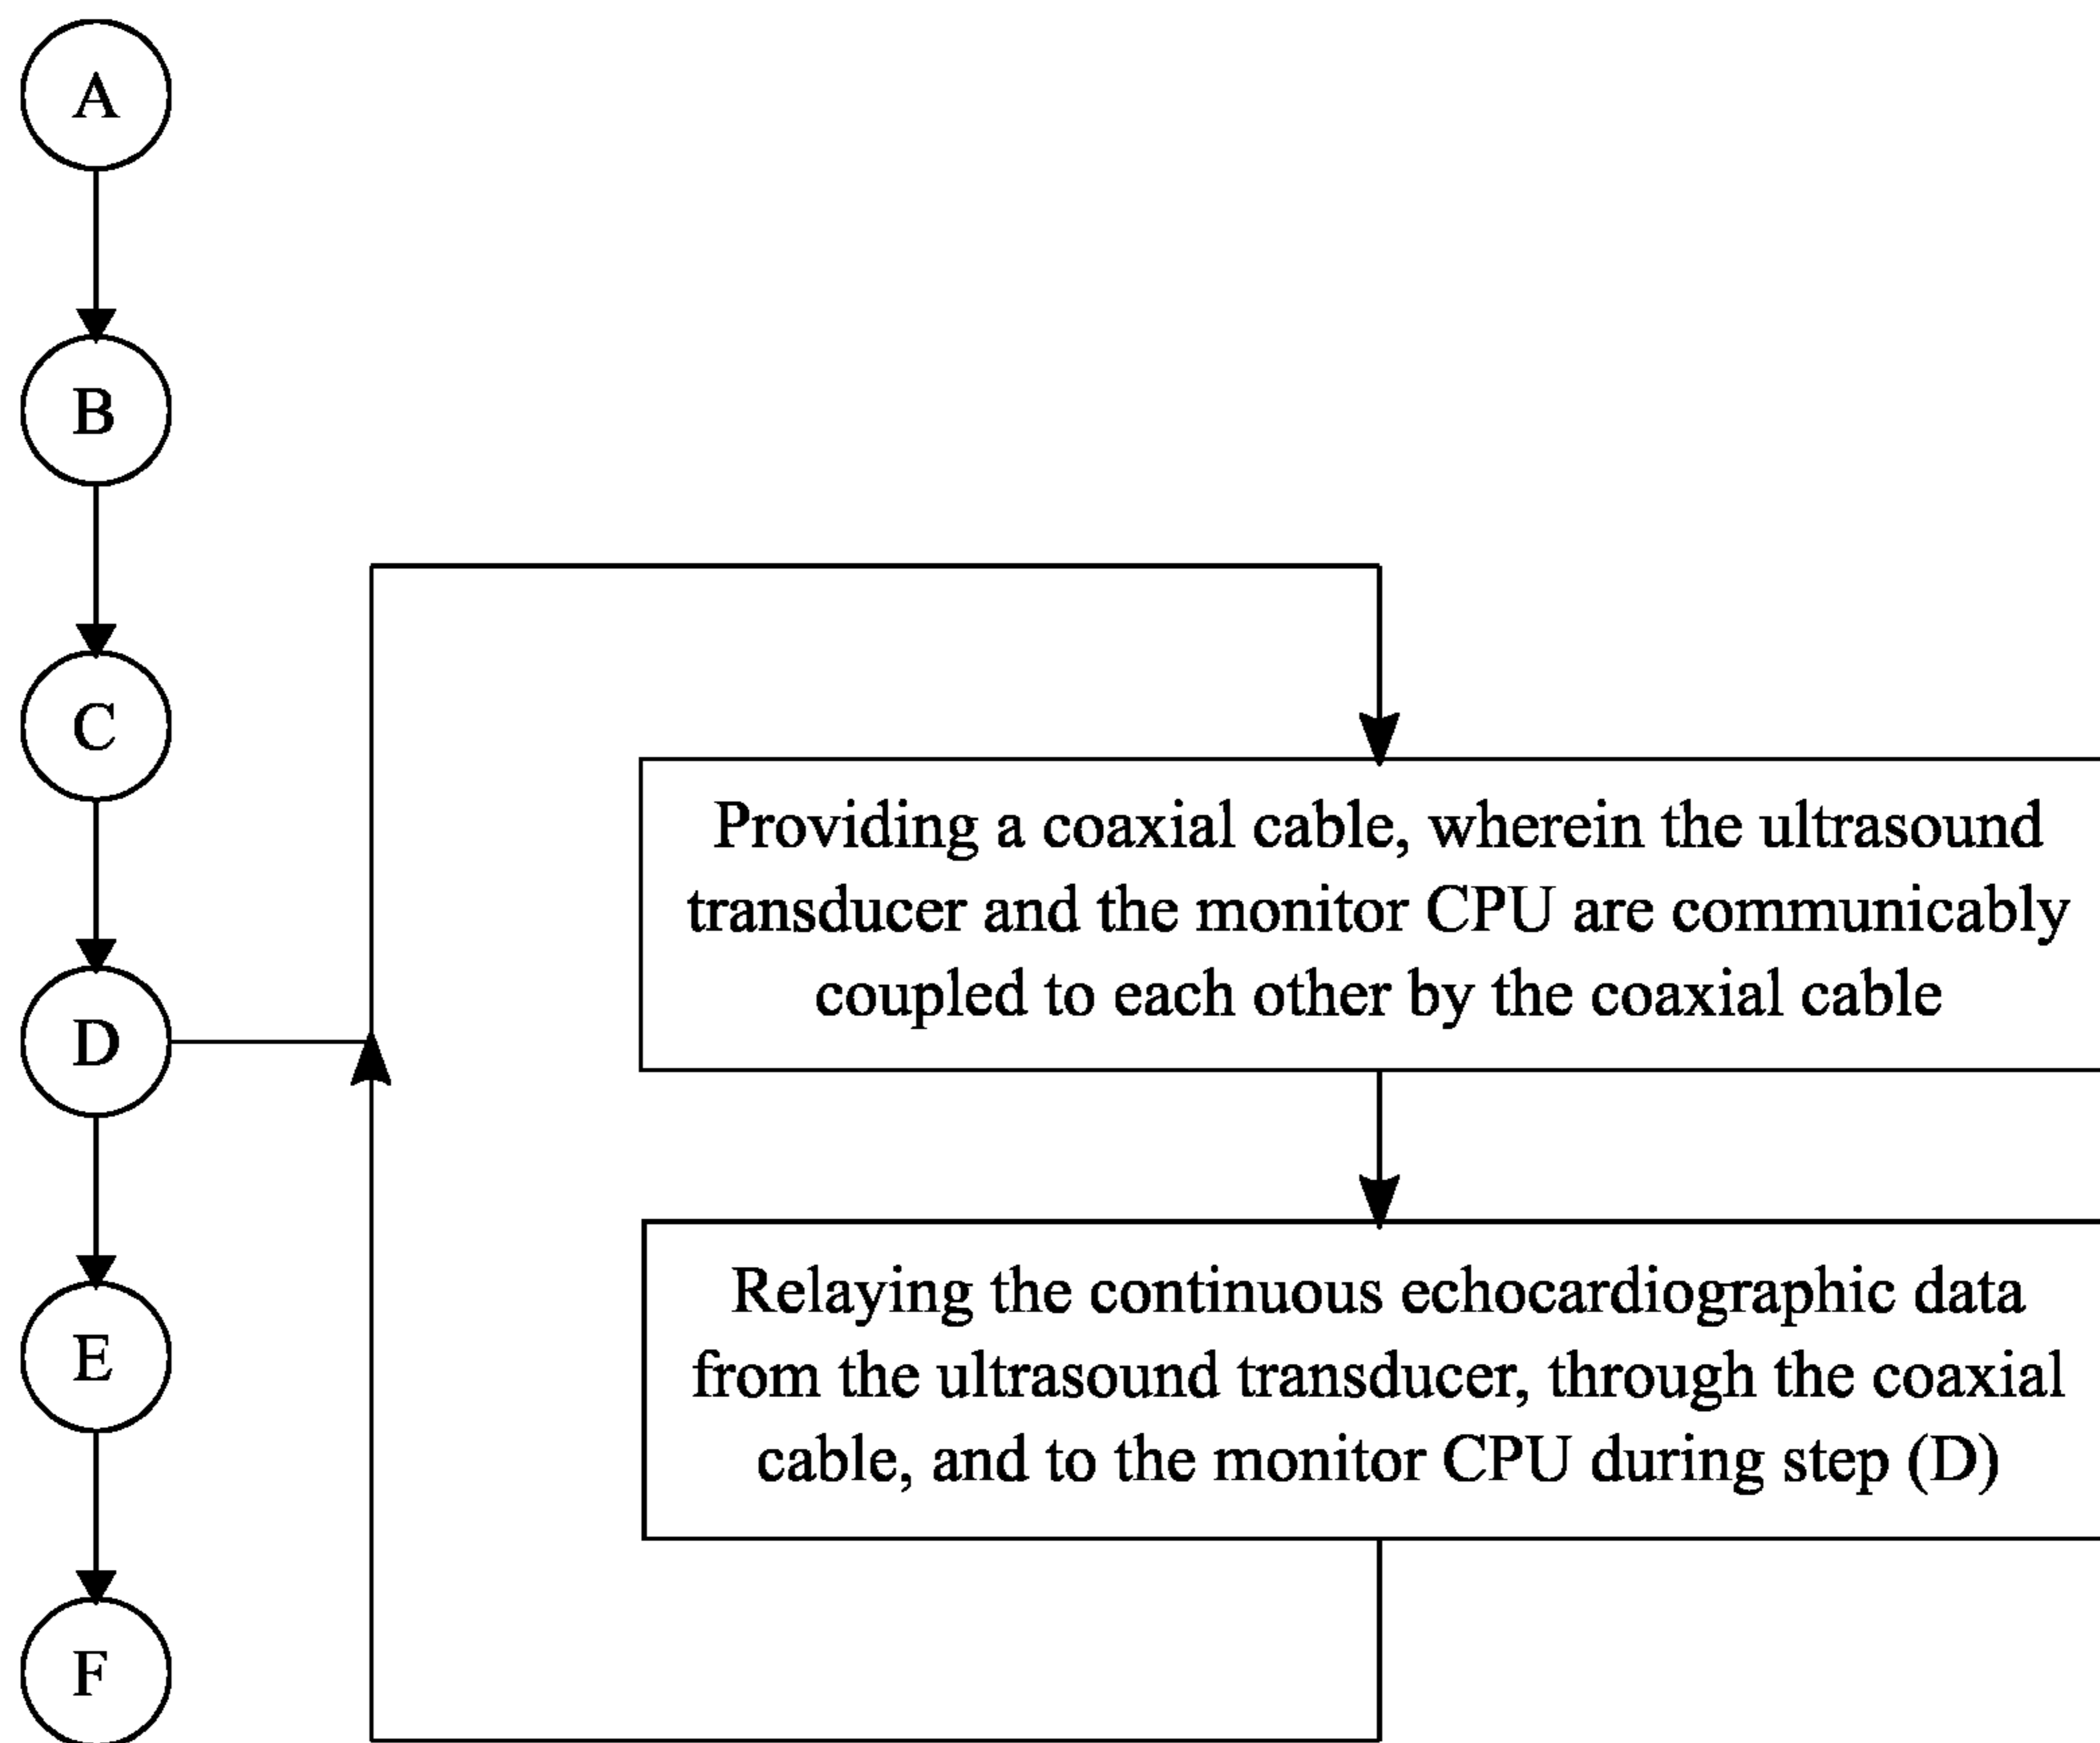 A
B
C
D
E
F
Providing a coaxial cable, wherein the ultrasound
transducer and the monitor CPU are communicably
coupled to each other by the coaxial cable
Relaying the continuous echocardiographic data
from the ultrasound transducer, through the coaxial
cable, and to the monitor CPU during step (D)